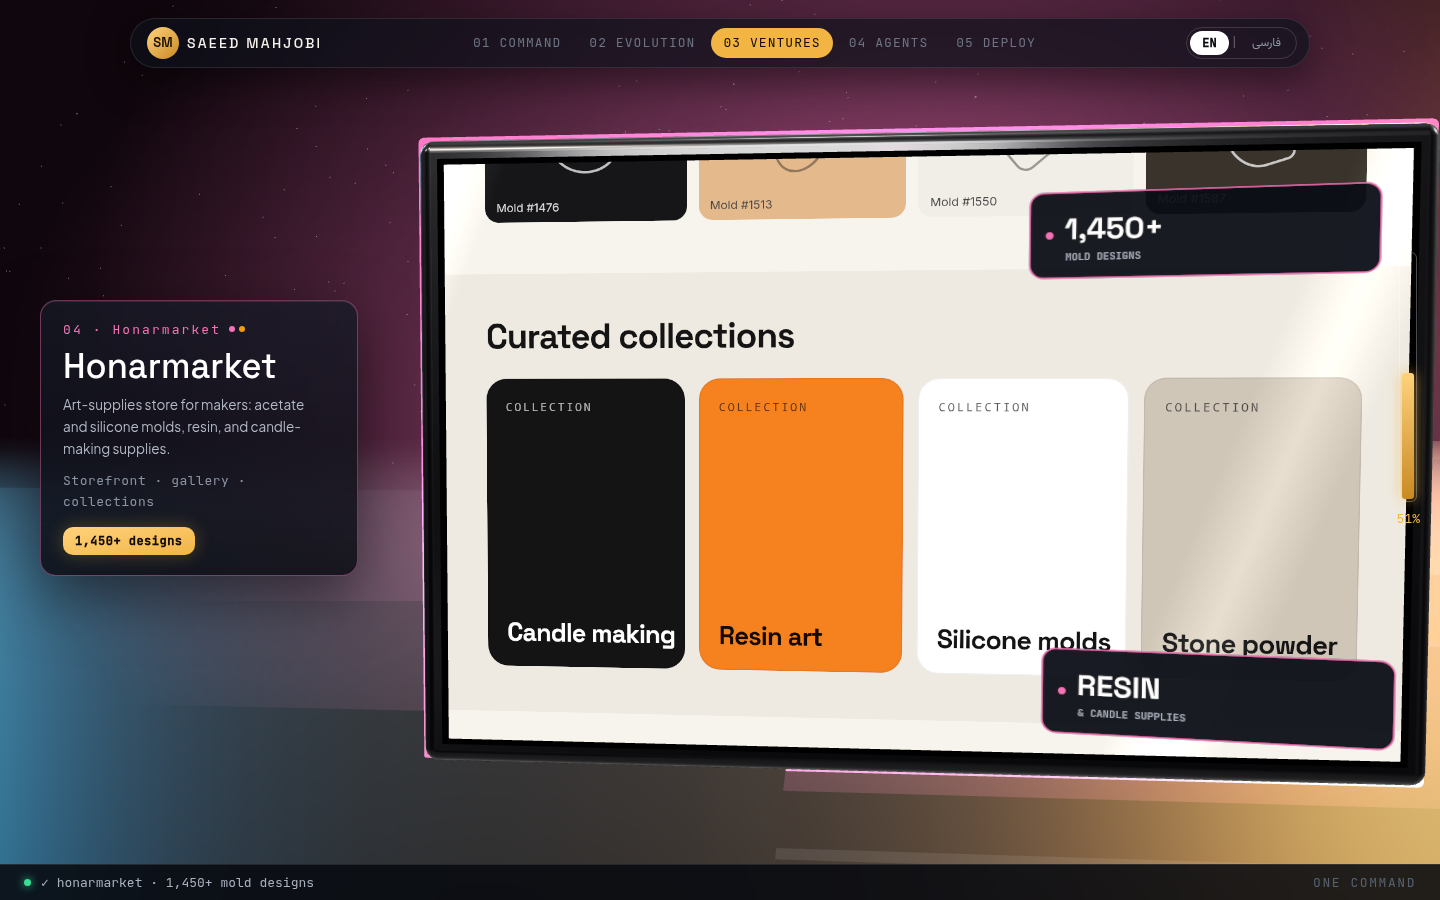 SM SAEED MAHJOBI
01 COMMAND
02 EVOLUTION
03 VENTURES
04 AGENTS
05 DEPLOY
EN | فارسی
04 · Honarmarket
Honarmarket
Art-supplies store for makers: acetate
and silicone molds, resin, and candle-
making supplies.
Storefront · gallery ·
collections
1,450+ designs
Mold #1476
Mold #1513
Mold #1550
Mold #1587
1,450+
MOLD DESIGNS
Curated collections
COLLECTION
Candle making
COLLECTION
Resin art
COLLECTION
Silicone molds
COLLECTION
Stone powder
RESIN
& CANDLE SUPPLIES
51%
✓ honarmarket · 1,450+ mold designs
ONE COMMAND